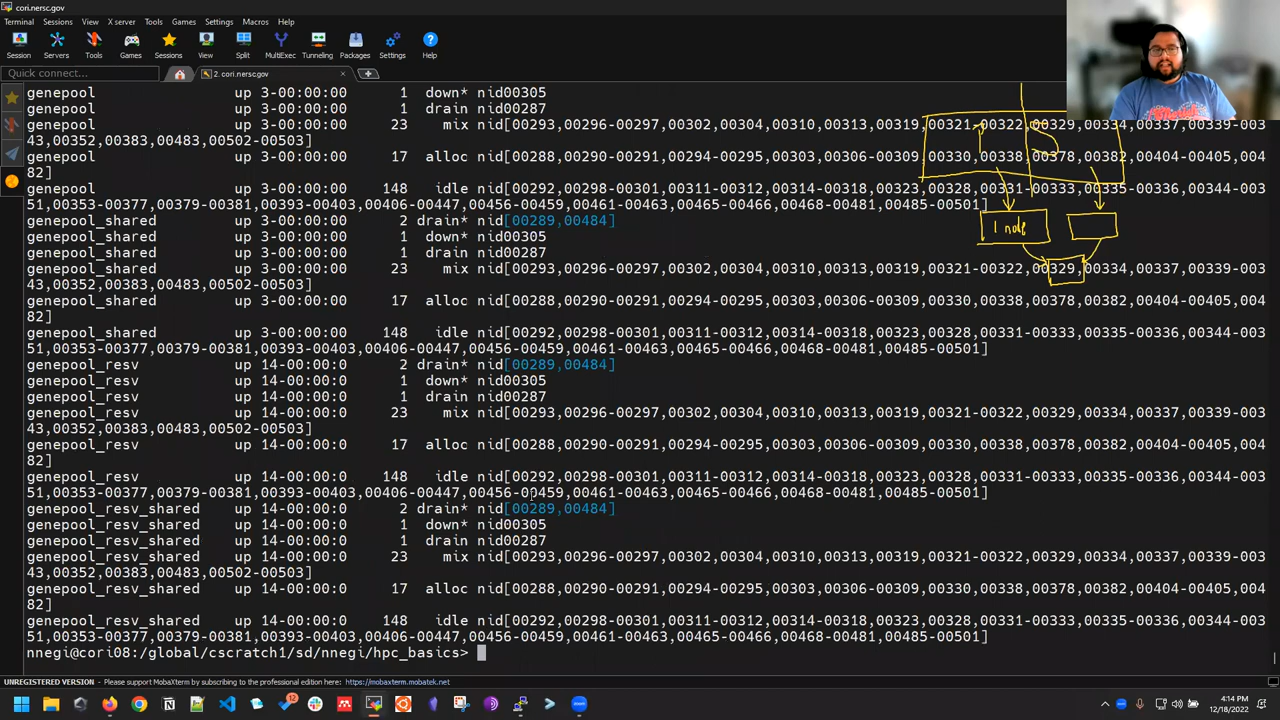 cori.nersc.gov
Terminal Sessions View X server Tools Games Settings Macros Help
Session Servers Tools Games Sessions View Split MultiExec Tunneling Packages Settings Help
Quick connect... 2. cori.nersc.gov
genepool up 3-00:00:00 1 down* nid00305
genepool up 3-00:00:00 1 drain nid00287
genepool up 3-00:00:00 23 mix nid[00293,00296-00297,00302,00304,00310,00313,00319,00321-00322,00329,00334,00337,00339-003
43,00352,00383,00483,00502-00503]
genepool up 3-00:00:00 17 alloc nid[00288,00290-00291,00294-00295,00303,00306-00309,00330,00338,00378,00382,00404-00405,004
82]
genepool up 3-00:00:00 148 idle nid[00292,00298-00301,00311-00312,00314-00318,00323,00328,00331-00333,00335-00336,00344-003
51,00353-00377,00379-00381,00393-00403,00406-00447,00456-00459,00461-00463,00465-00466,00468-00481,00485-00501]
genepool_shared up 3-00:00:00 2 drain* nid[00289,00484]
1 node
genepool_shared up 3-00:00:00 1 down* nid00305
genepool_shared up 3-00:00:00 1 drain nid00287
genepool_shared up 3-00:00:00 23 mix nid[00293,00296-00297,00302,00304,00310,00313,00319,00321-00322,00329,00334,00337,00339-003
43,00352,00383,00483,00502-00503]
genepool_shared up 3-00:00:00 17 alloc nid[00288,00290-00291,00294-00295,00303,00306-00309,00330,00338,00378,00382,00404-00405,004
82]
genepool_shared up 3-00:00:00 148 idle nid[00292,00298-00301,00311-00312,00314-00318,00323,00328,00331-00333,00335-00336,00344-003
51,00353-00377,00379-00381,00393-00403,00406-00447,00456-00459,00461-00463,00465-00466,00468-00481,00485-00501]
genepool_resv up 14-00:00:0 2 drain* nid[00289,00484]
genepool_resv up 14-00:00:0 1 down* nid00305
genepool_resv up 14-00:00:0 1 drain nid00287
genepool_resv up 14-00:00:0 23 mix nid[00293,00296-00297,00302,00304,00310,00313,00319,00321-00322,00329,00334,00337,00339-003
43,00352,00383,00483,00502-00503]
genepool_resv up 14-00:00:0 17 alloc nid[00288,00290-00291,00294-00295,00303,00306-00309,00330,00338,00378,00382,00404-00405,004
82]
genepool_resv up 14-00:00:0 148 idle nid[00292,00298-00301,00311-00312,00314-00318,00323,00328,00331-00333,00335-00336,00344-003
51,00353-00377,00379-00381,00393-00403,00406-00447,00456-00459,00461-00463,00465-00466,00468-00481,00485-00501]
genepool_resv_shared up 14-00:00:0 2 drain* nid[00289,00484]
genepool_resv_shared up 14-00:00:0 1 down* nid00305
genepool_resv_shared up 14-00:00:0 1 drain nid00287
genepool_resv_shared up 14-00:00:0 23 mix nid[00293,00296-00297,00302,00304,00310,00313,00319,00321-00322,00329,00334,00337,00339-003
43,00352,00383,00483,00502-00503]
genepool_resv_shared up 14-00:00:0 17 alloc nid[00288,00290-00291,00294-00295,00303,00306-00309,00330,00338,00378,00382,00404-00405,004
82]
genepool_resv_shared up 14-00:00:0 148 idle nid[00292,00298-00301,00311-00312,00314-00318,00323,00328,00331-00333,00335-00336,00344-003
51,00353-00377,00379-00381,00393-00403,00406-00447,00456-00459,00461-00463,00465-00466,00468-00481,00485-00501]
nnegi@cori08:/global/cscratch1/sd/nnegi/hpc_basics>
UNREGISTERED VERSION - Please support MobaXterm by subscribing to the professional edition here: https://mobaxterm.mobatek.net
12
4:14 PM
12/18/2022